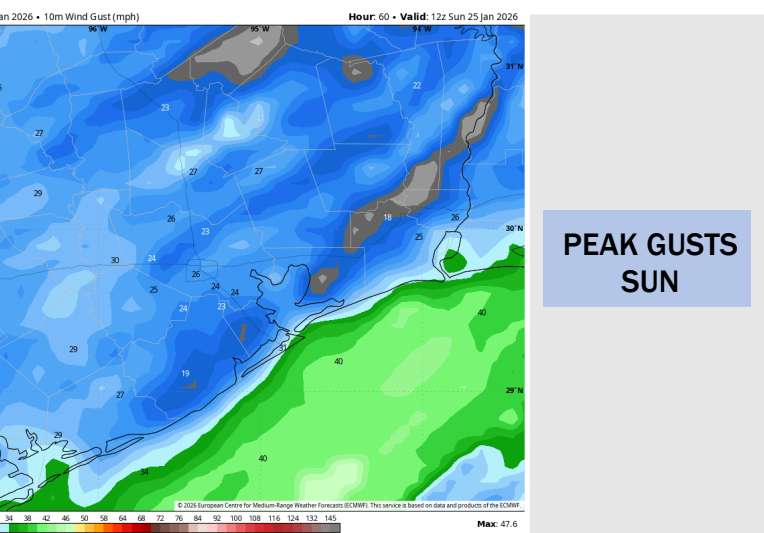 an 2026 • 10m Wind Gust (mph)
Hour: 60 • Valid: 12z Sun 25 Jan 2026
96°W 95°W 94°W
31°N
22
23
27
27 27
29
26 18 26
23 25 30°N
30 24
26
25 24 24
24 23
40
31
29 40
19
27 29°N
29
40
34
© 2026 European Centre for Medium-Range Weather Forecasts (ECMWF). This service is based on data and products of the ECMWF.
34 38 42 46 50 58 64 68 72 76 84 92 100 108 116 124 132 145
Max: 47.6
PEAK GUSTS
SUN